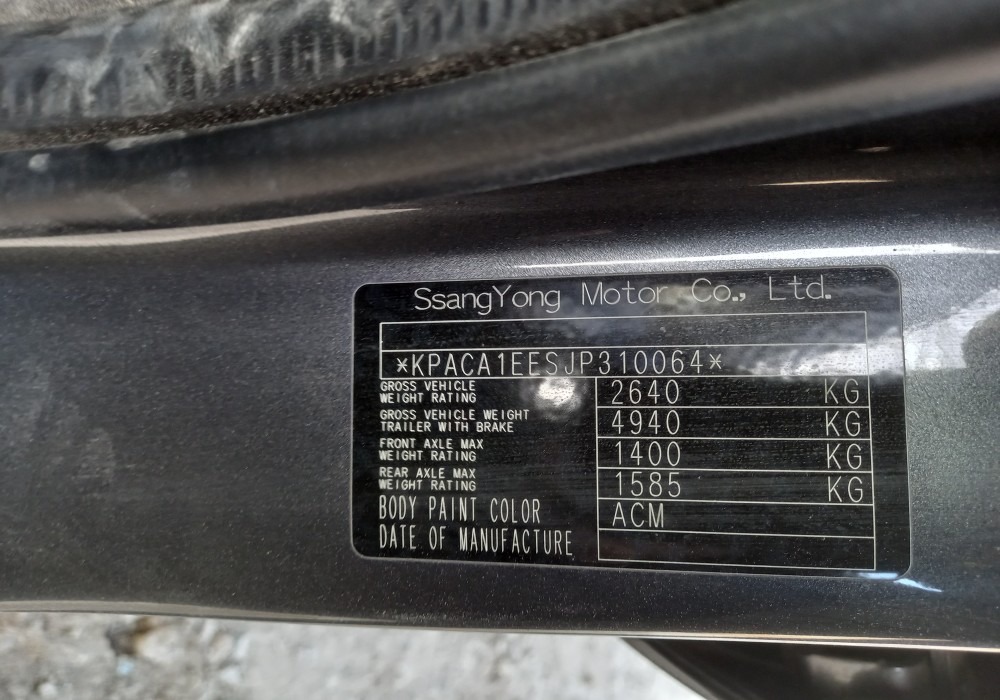 SsangYong Motor Co., Ltd.
*KPACA1EESJP310064*
GROSS VEHICLE
WEIGHT RATING 2640 KG
GROSS VEHICLE WEIGHT
TRAILER WITH BRAKE 4940 KG
FRONT AXLE MAX
WEIGHT RATING 1400 KG
REAR AXLE MAX
WEIGHT RATING 1585 KG
BODY PAINT COLOR ACM
DATE OF MANUFACTURE